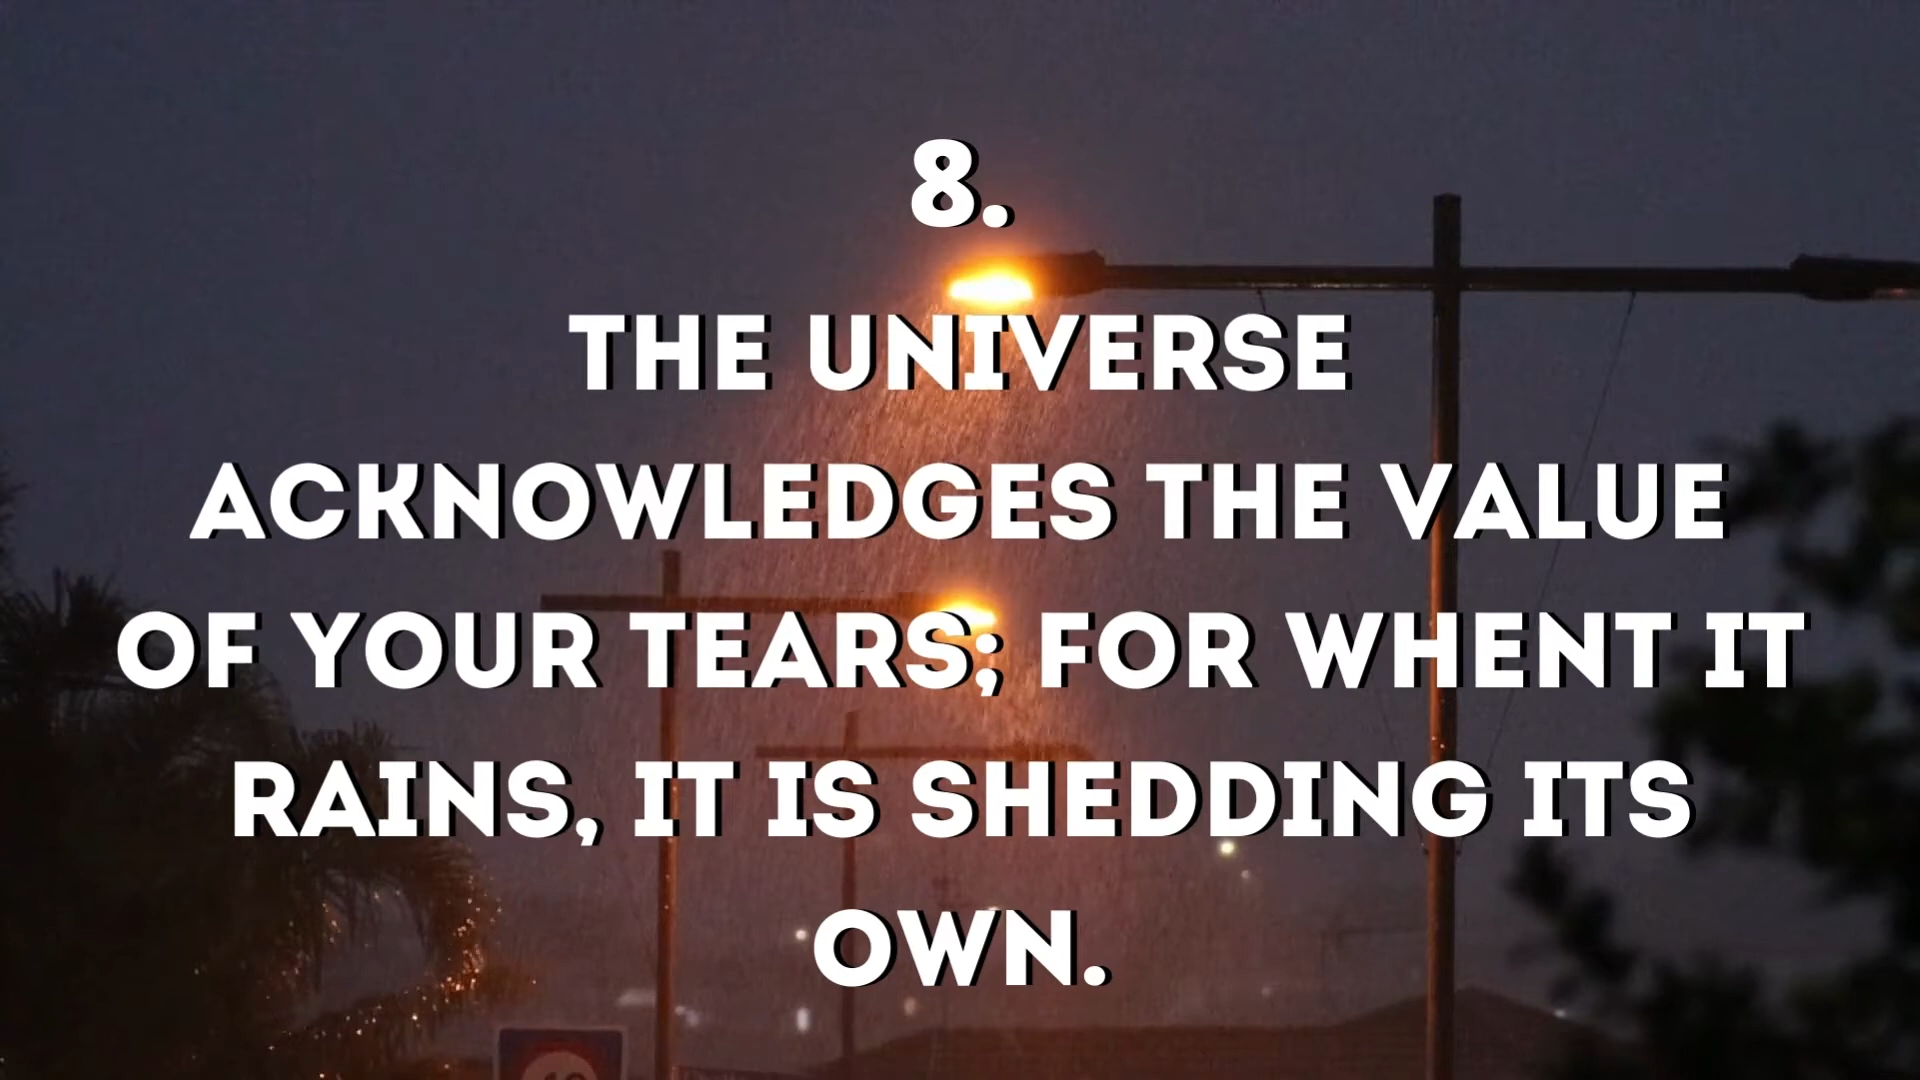 8.
THE UNIVERSE
ACKNOWLEDGES THE VALUE
OF YOUR TEARS; FOR WHENT IT
RAINS, IT IS SHEDDING ITS
OWN.